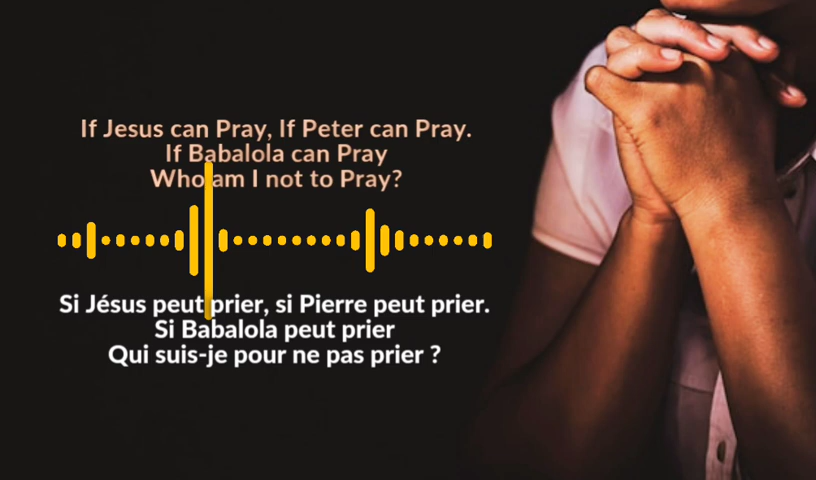 If Jesus can Pray, If Peter can Pray.
If Babalola can Pray
Who am I not to Pray?
Si Jésus peut prier, si Pierre peut prier.
Si Babalola peut prier
Qui suis-je pour ne pas prier ?